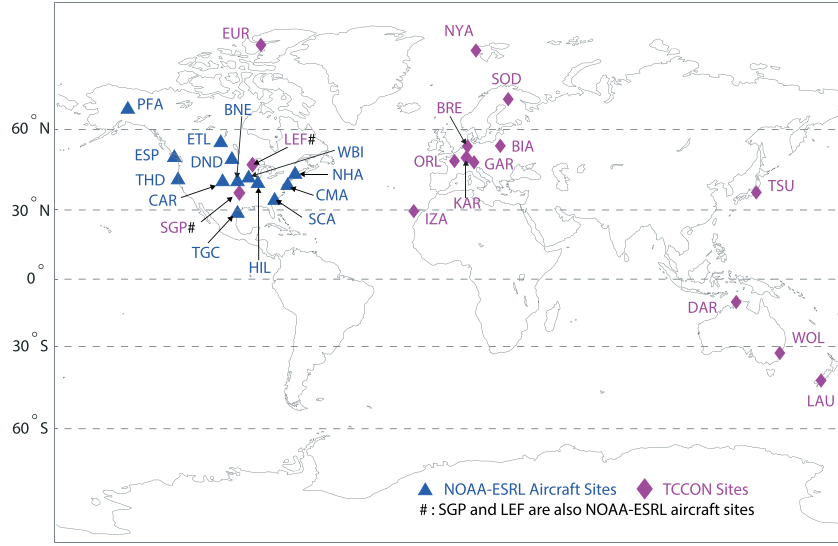 EUR
NYA
SOD
PFA
BNE
BRE
60° N
ETL
LEF#
BIA
ESP
DND
WBI
ORL
GAR
THD
NHA
TSU
CAR
CMA
KAR
30° N
SGP#
SCA
IZA
TGC
HIL
0°
DAR
WOL
30° S
LAU
60° S
NOAA-ESRL Aircraft Sites
TCCON Sites
# : SGP and LEF are also NOAA-ESRL aircraft sites